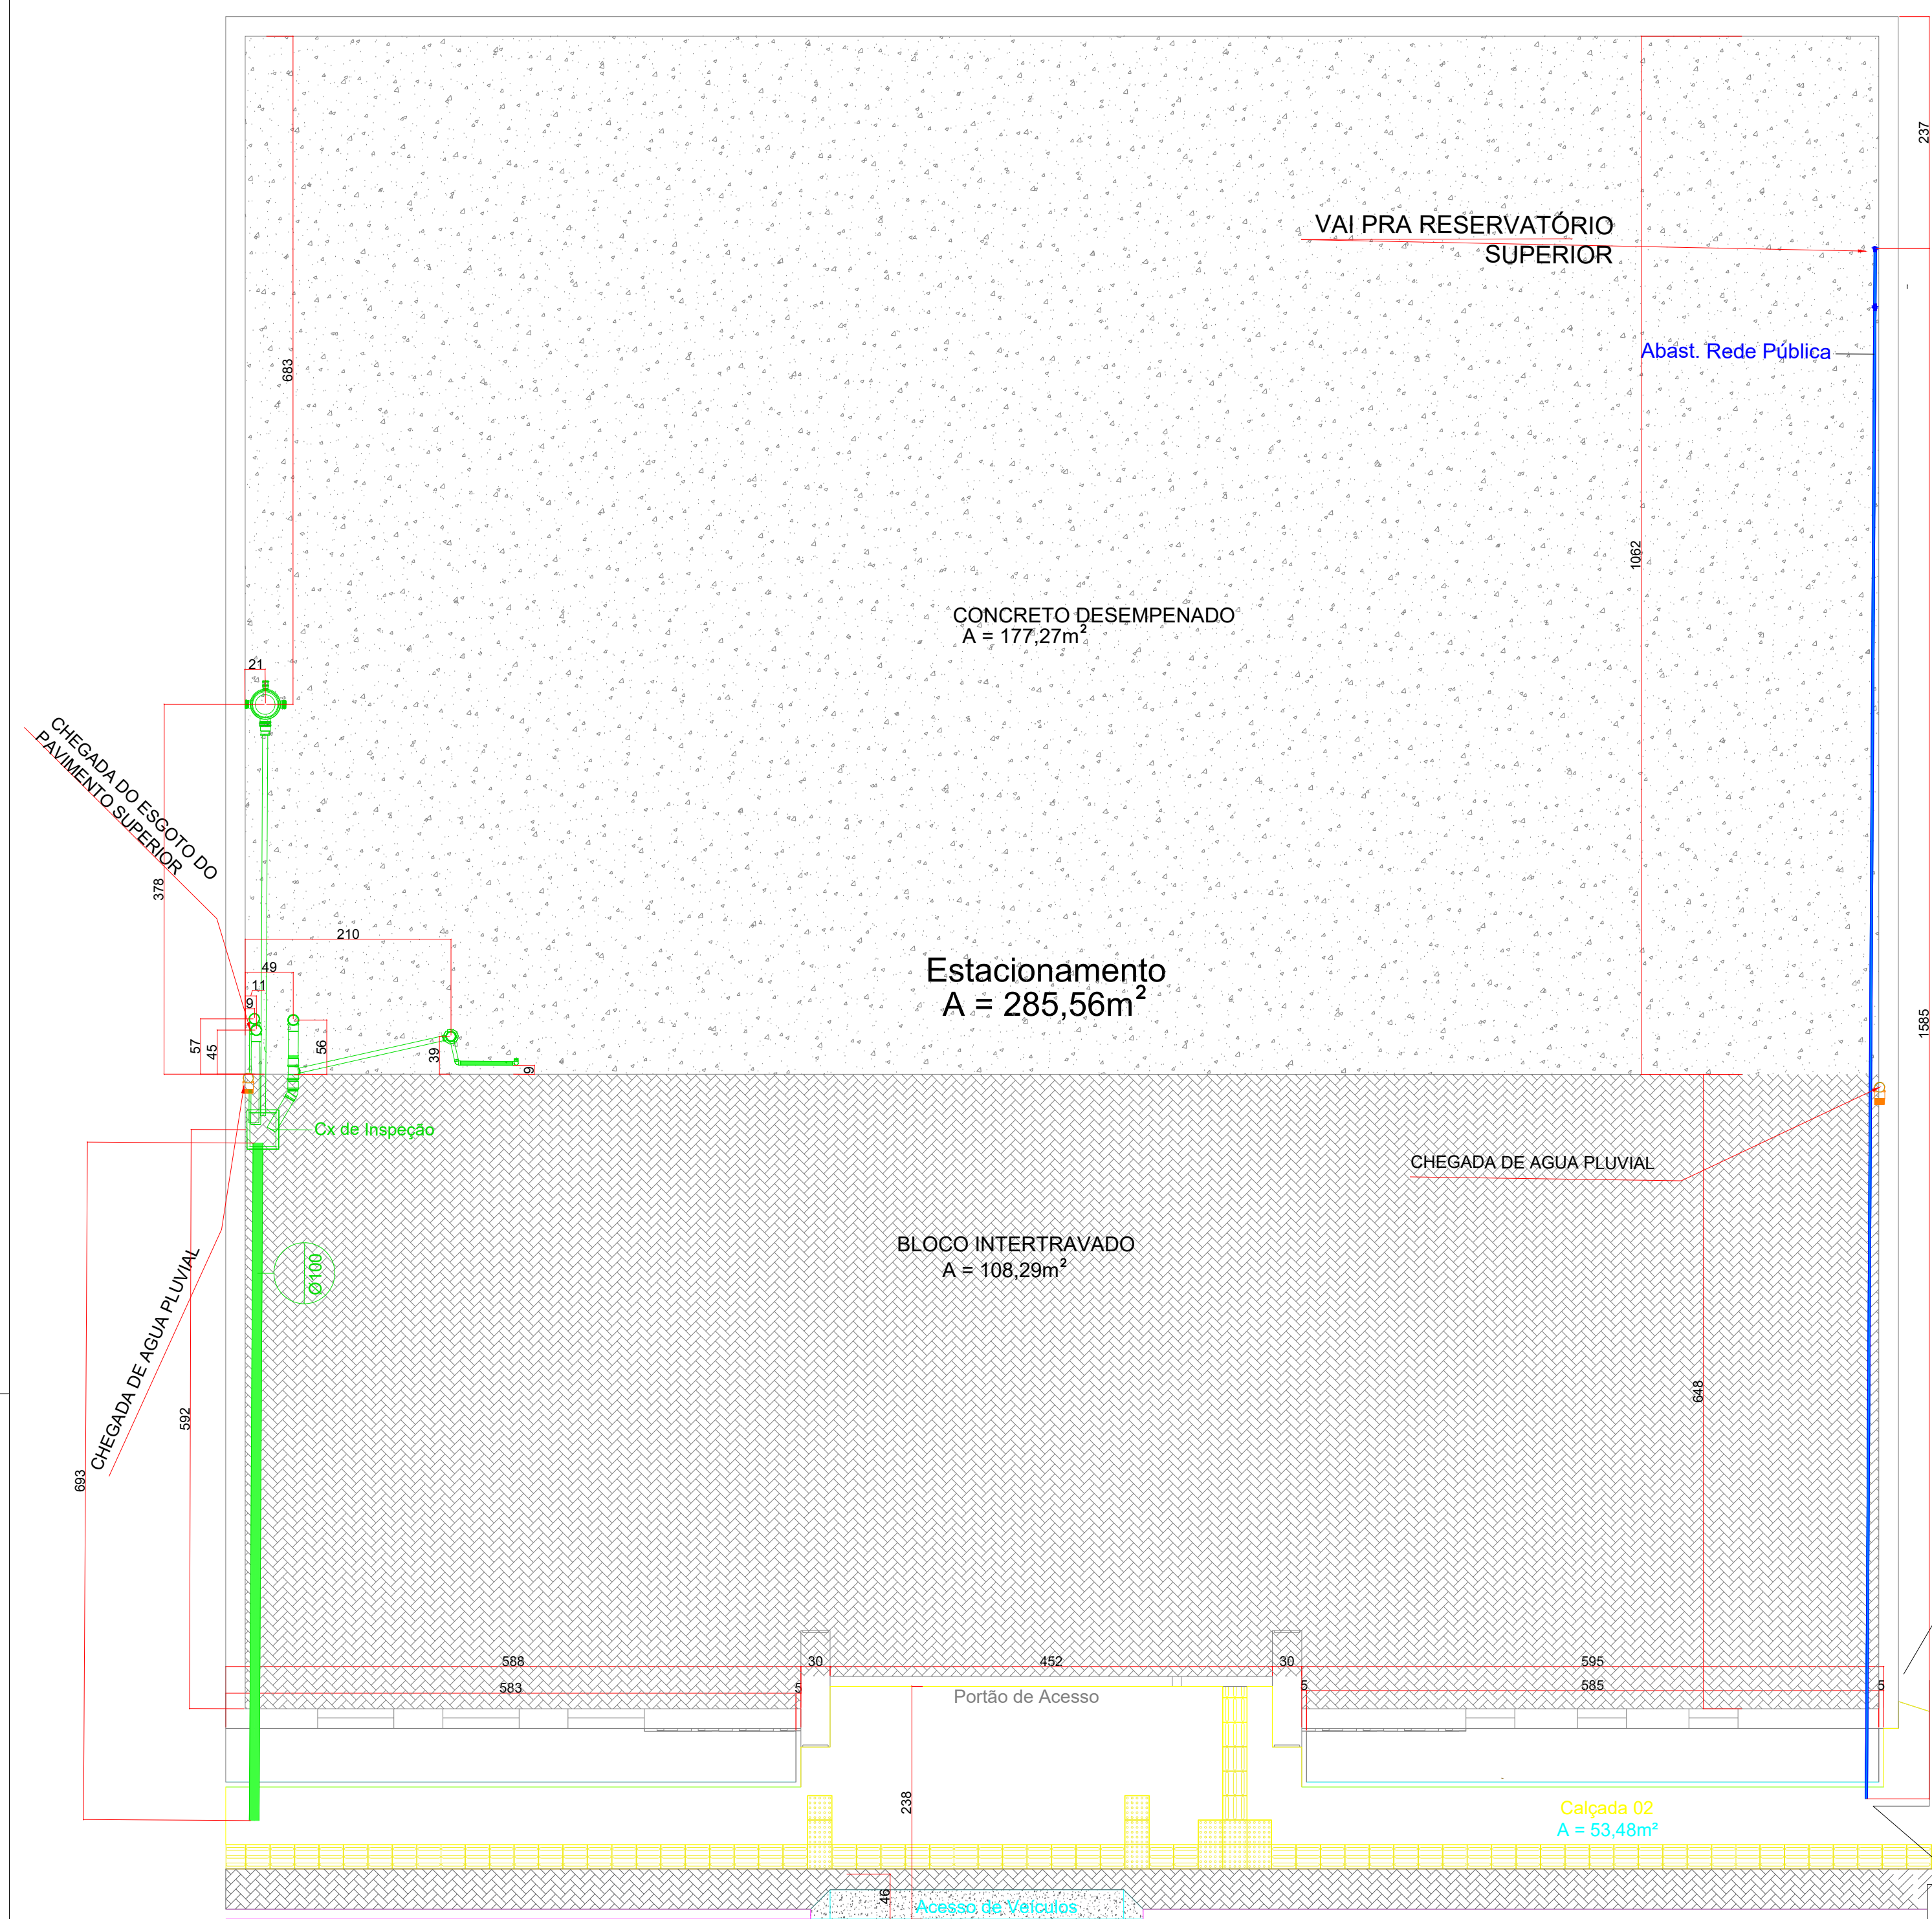 237
VAI PRA RESERVATÓRIO
SUPERIOR
Abast. Rede Pública
683
1062
CONCRETO DESEMPENADO
A = 177,27m²
21
CHEGADA DO ESGOTO DO
PAVIMENTO SUPERIOR
378
210
49
11
9
57
45
56
39
9
Estacionamento
A = 285,56m²
1585
Cx de Inspeção
CHEGADA DE AGUA PLUVIAL
BLOCO INTERTRAVADO
A = 108,29m²
Ø100
CHEGADA DE AGUA PLUVIAL
592
693
648
588
30
452
30
595
583
5
5
585
5
Portão de Acesso
238
Calçada 02
A = 53,48m²
46
Acesso de Veículos